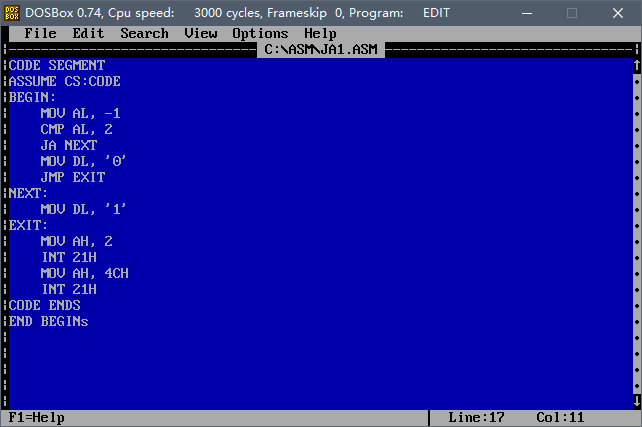 DOSBox 0.74, Cpu speed:    3000 cycles, Frameskip  0, Program:    EDIT
DOS
BOX
File  Edit  Search  View  Options  Help
C:\ASM\JA1.ASM
CODE SEGMENT
ASSUME CS:CODE
BEGIN:
    MOV AL, -1
    CMP AL, 2
    JA NEXT
    MOV DL, '0'
    JMP EXIT
NEXT:
    MOV DL, '1'
EXIT:
    MOV AH, 2
    INT 21H
    MOV AH, 4CH
    INT 21H
CODE ENDS
END BEGINs
F1=Help    Line:17    Col:11